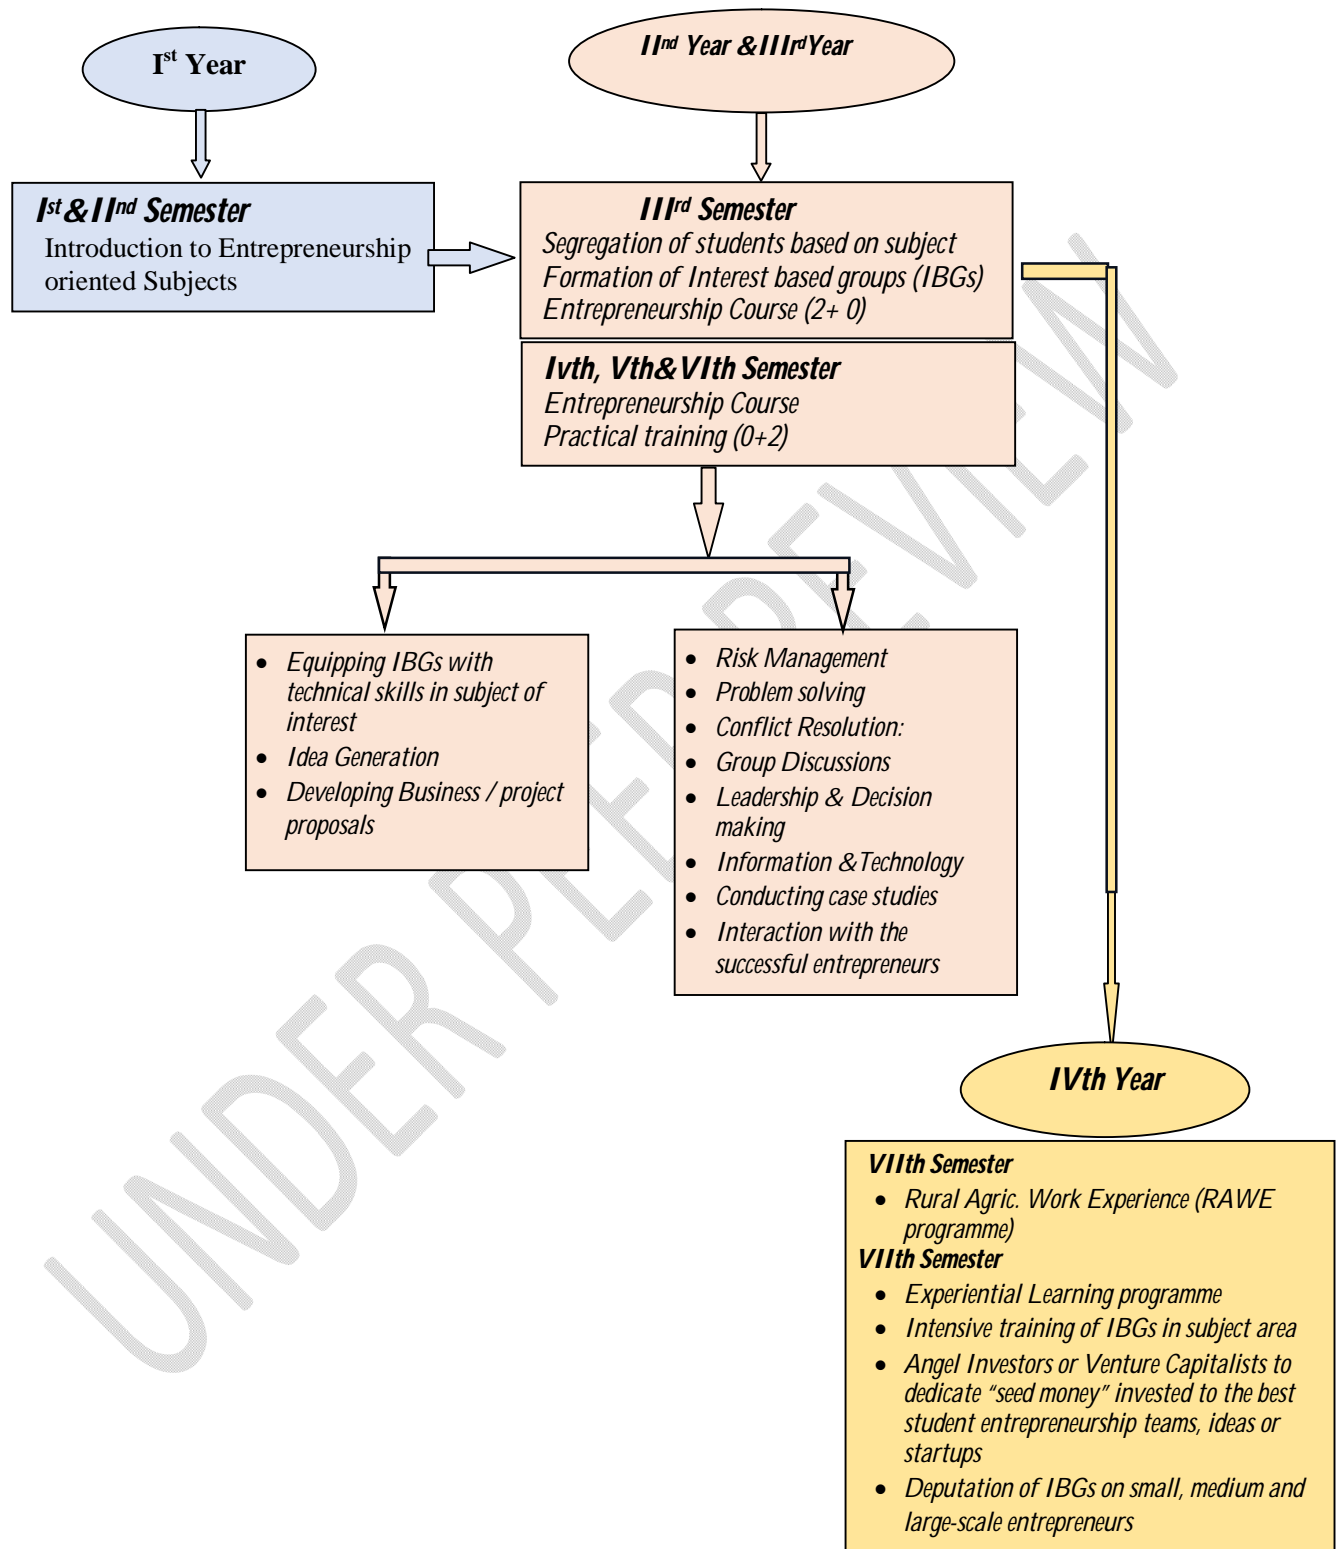 Ist Year
IInd Year &IIIrdYear
Ist&IInd Semester
Introduction to Entrepreneurship
oriented Subjects
IIIrd Semester
Segregation of students based on subject
Formation of Interest based groups (IBGs)
Entrepreneurship Course (2+ 0)
Ivth, Vth&VIth Semester
Entrepreneurship Course
Practical training (0+2)
• Equipping IBGs with
technical skills in subject of
interest
• Idea Generation
• Developing Business / project
proposals
• Risk Management
• Problem solving
• Conflict Resolution:
• Group Discussions
• Leadership & Decision
making
• Information &Technology
• Conducting case studies
• Interaction with the
successful entrepreneurs
IVth Year
VIIth Semester
• Rural Agric. Work Experience (RAWE
programme)
VIIIth Semester
• Experiential Learning programme
• Intensive training of IBGs in subject area
• Angel Investors or Venture Capitalists to
dedicate “seed money” invested to the best
student entrepreneurship teams, ideas or
startups
• Deputation of IBGs on small, medium and
large-scale entrepreneurs
UNDER PEER REVIEW